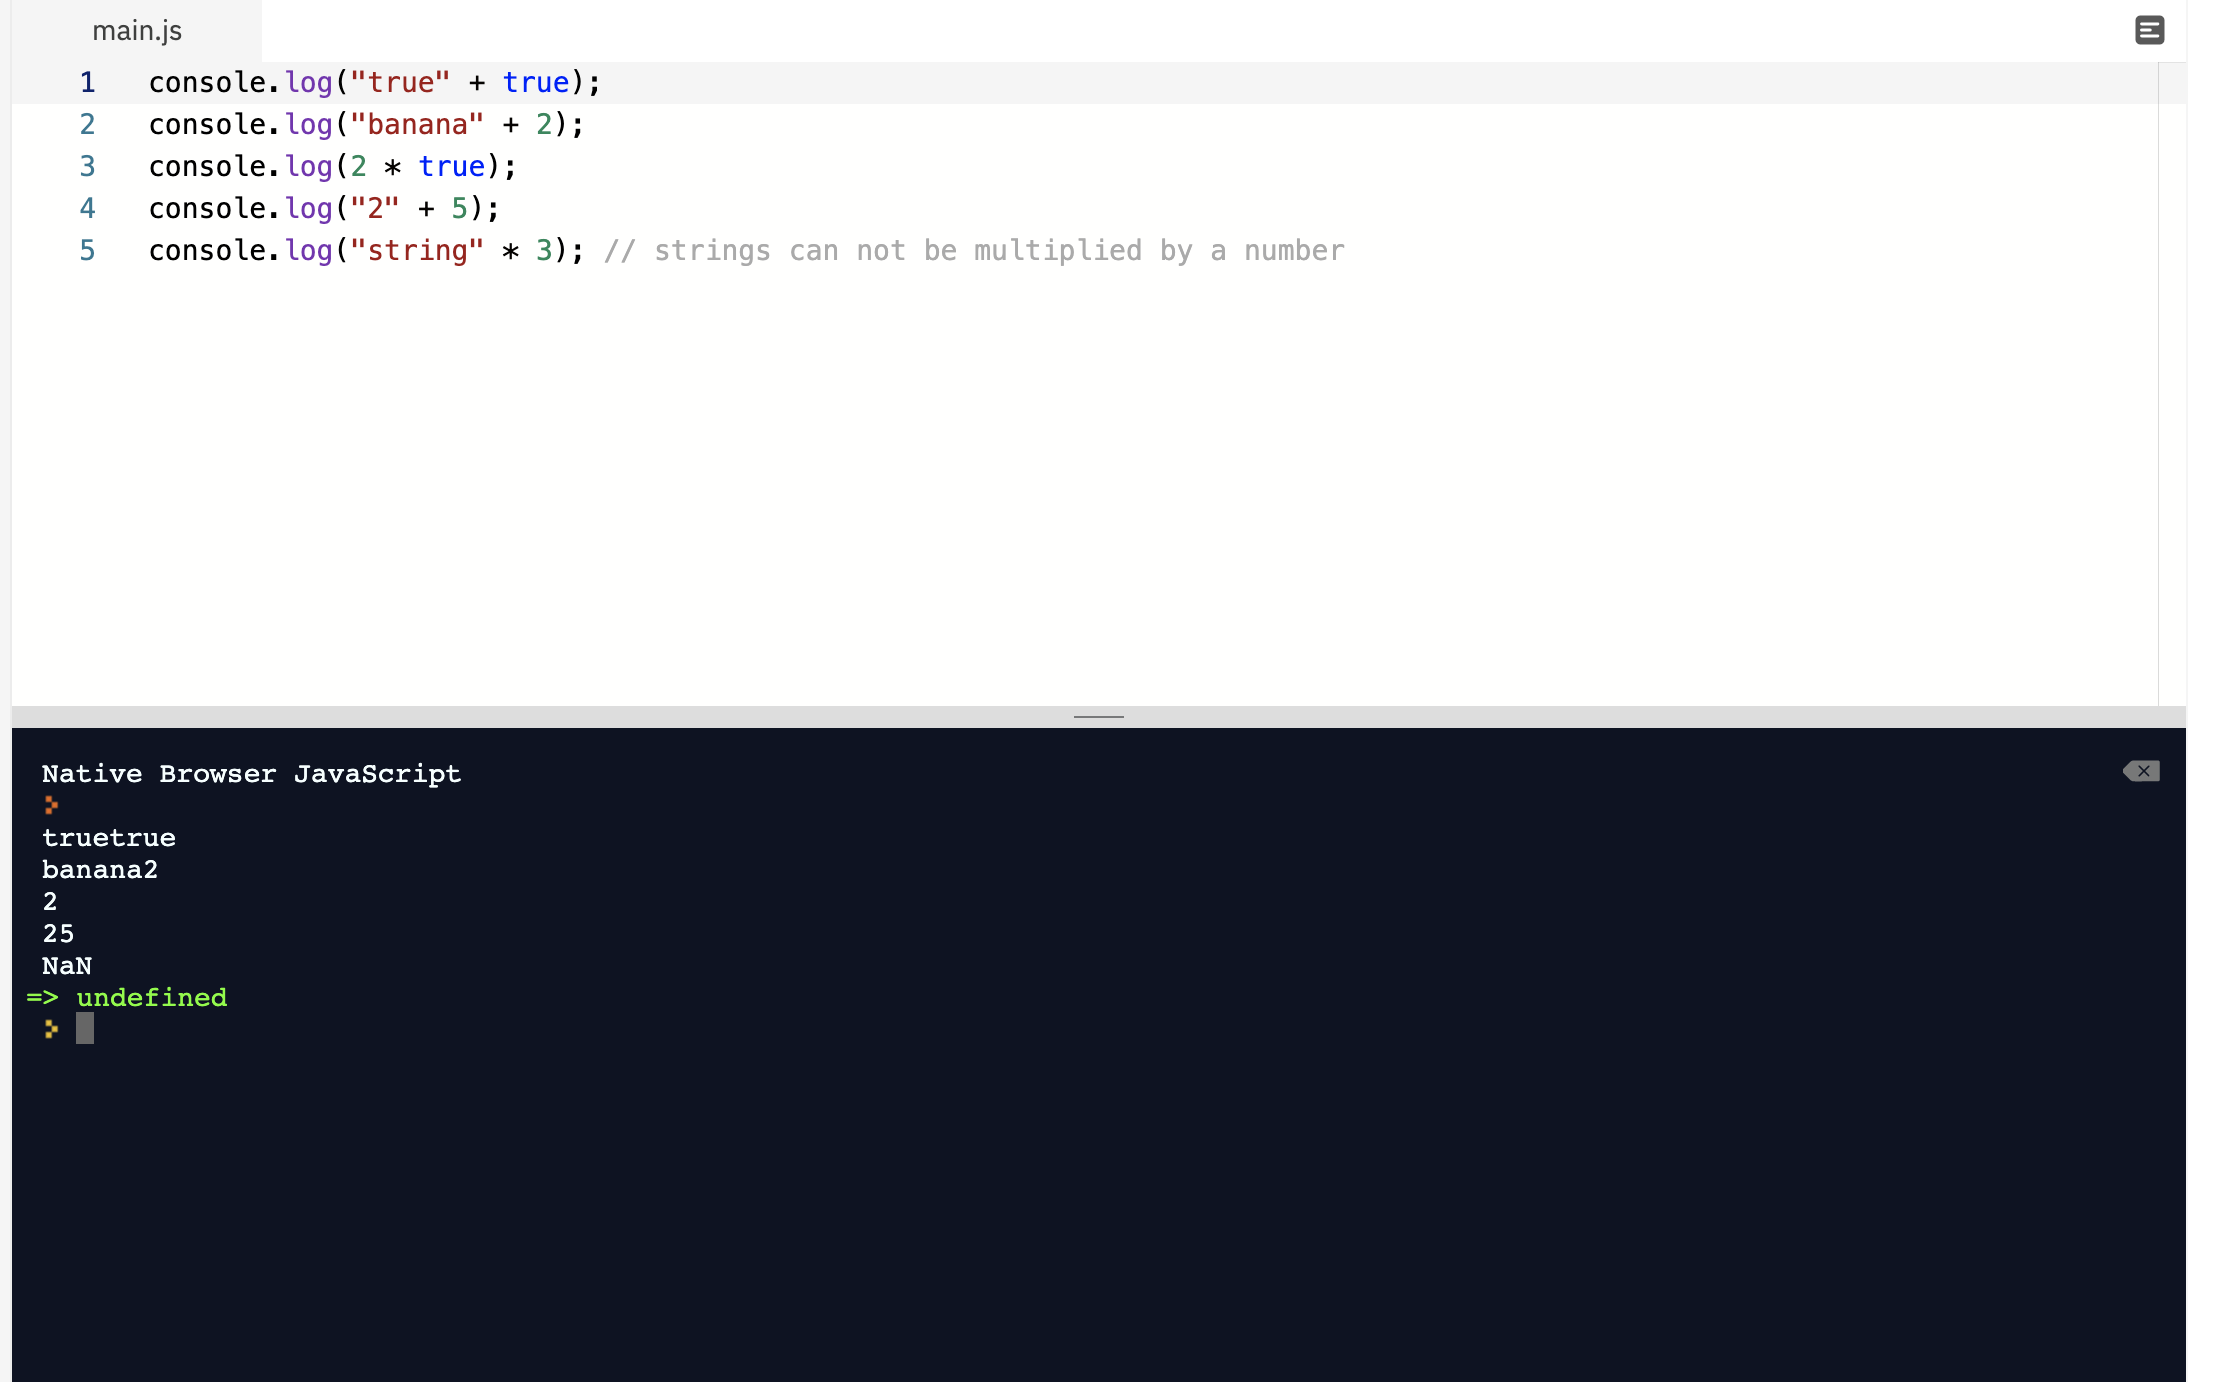 main.js
1 console.log("true" + true);
2 console.log("banana" + 2);
3 console.log(2 * true);
4 console.log("2" + 5);
5 console.log("string" * 3); // strings can not be multiplied by a number
Native Browser JavaScript
truetrue
banana2
2
25
NaN
=> undefined